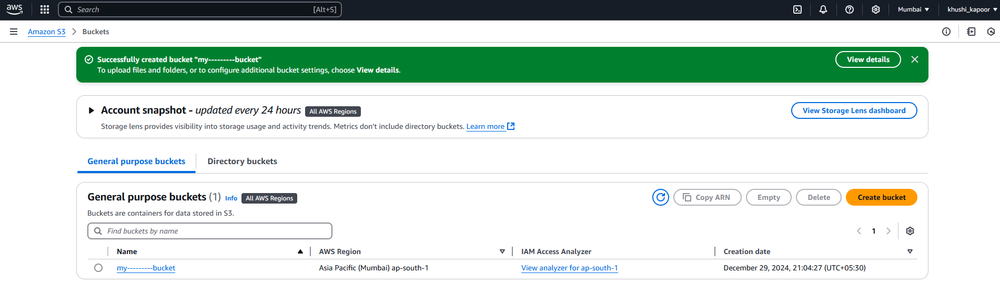 aws Search [Alt+S] Mumbai ▼ khushi_kapoor ▼
Amazon S3 > Buckets
Successfully created bucket "my---------bucket"
To upload files and folders, or to configure additional bucket settings, choose View details.
View details
Account snapshot - updated every 24 hours All AWS Regions
View Storage Lens dashboard
Storage lens provides visibility into storage usage and activity trends. Metrics don't include directory buckets. Learn more
General purpose buckets Directory buckets
General purpose buckets (1) Info All AWS Regions
Copy ARN Empty Delete Create bucket
Buckets are containers for data stored in S3.
Find buckets by name
1
Name AWS Region IAM Access Analyzer Creation date
my---------bucket Asia Pacific (Mumbai) ap-south-1 View analyzer for ap-south-1 December 29, 2024, 21:04:27 (UTC+05:30)